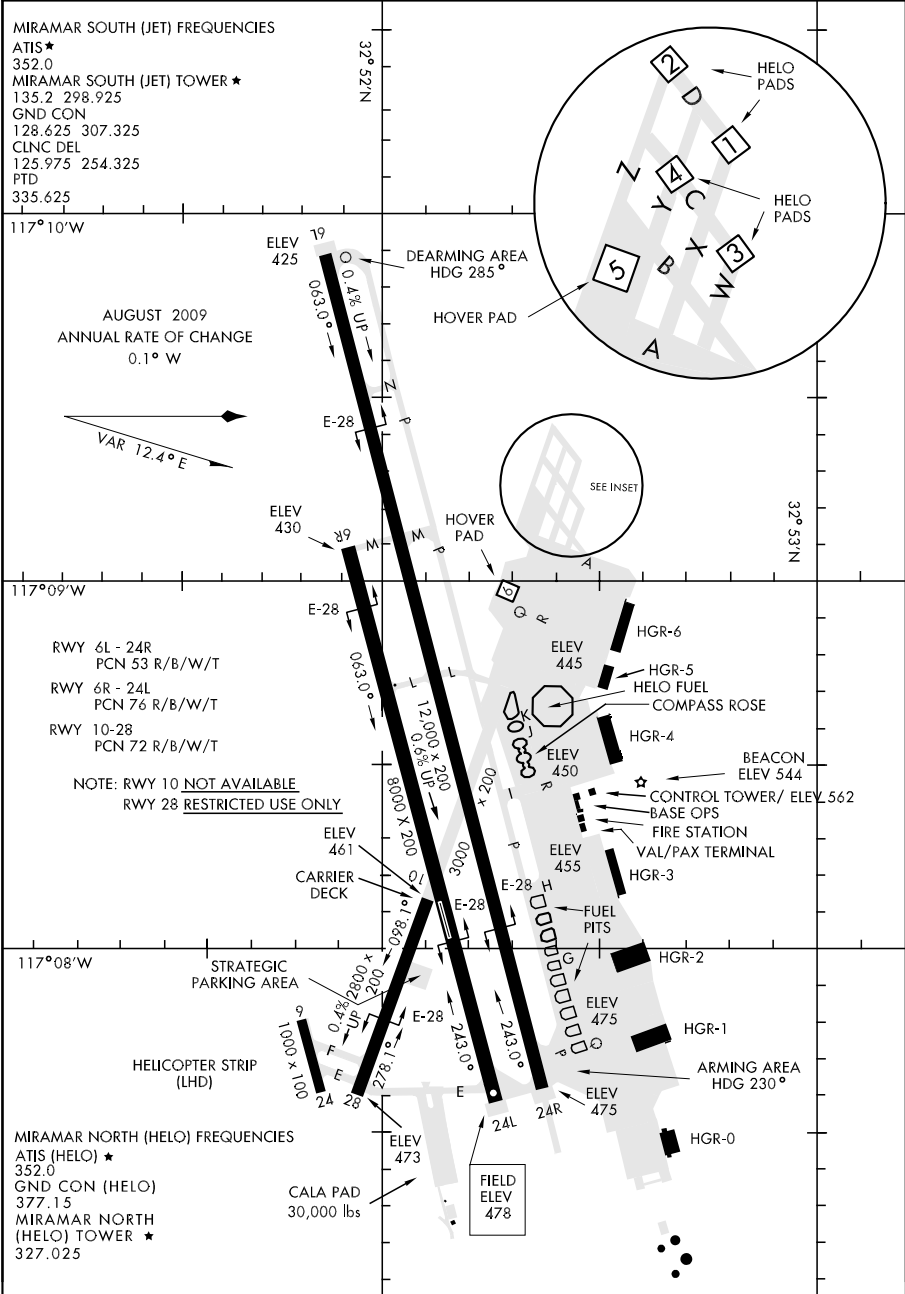 MIRAMAR SOUTH (JET) FREQUENCIES
ATIS ★
352.0
MIRAMAR SOUTH (JET) TOWER ★
135.2 298.925
GND CON
128.625 307.325
CLNC DEL
125.975 254.325
PTD
335.625
32° 52'N
2
D
HELO
PADS
1
Z
4
Y
C
HELO
PADS
X
3
5
B
W
A
HOVER PAD
117°10'W
6L
ELEV
425
DEARMING AREA
HDG 285°
0.4% UP
063.0°
AUGUST 2009
ANNUAL RATE OF CHANGE
0.1° W
VAR 12.4° E
N
P
E-28
SEE INSET
32° 53'N
ELEV
430
6R
W
W
P
HOVER
PAD
A
6
117°09'W
Q
R
E-28
063.0°
HGR-6
ELEV
445
HGR-5
HELO FUEL
COMPASS ROSE
RWY 6L - 24R
PCN 53 R/B/W/T
RWY 6R - 24L
PCN 76 R/B/W/T
RWY 10-28
PCN 72 R/B/W/T
L
L
K
J
HGR-4
12,000 x 200
0.6% UP
ELEV
450
BEACON
ELEV 544
NOTE: RWY 10 NOT AVAILABLE
RWY 28 RESTRICTED USE ONLY
8000 X 200
x 200
3000
I
R
CONTROL TOWER/ ELEV 562
BASE OPS
FIRE STATION
VAL/PAX TERMINAL
P
ELEV
455
HGR-3
ELEV
461
10
CARRIER
DECK
E-28
E-28
H
FUEL
PITS
098.1°
117°08'W
STRATEGIC
PARKING AREA
0.4%
UP
2800 x
200
G
HGR-2
E-28
ELEV
475
HGR-1
6
1000 x 100
24
F
E
HELICOPTER STRIP
(LHD)
278.1°
28
243.0°
243.0°
P
Q
ARMING AREA
HDG 230°
E
24L
24R
ELEV
475
ELEV
473
HGR-0
MIRAMAR NORTH (HELO) FREQUENCIES
ATIS (HELO) ★
352.0
GND CON (HELO)
377.15
MIRAMAR NORTH
(HELO) TOWER ★
327.025
CALA PAD
30,000 lbs
FIELD
ELEV
478